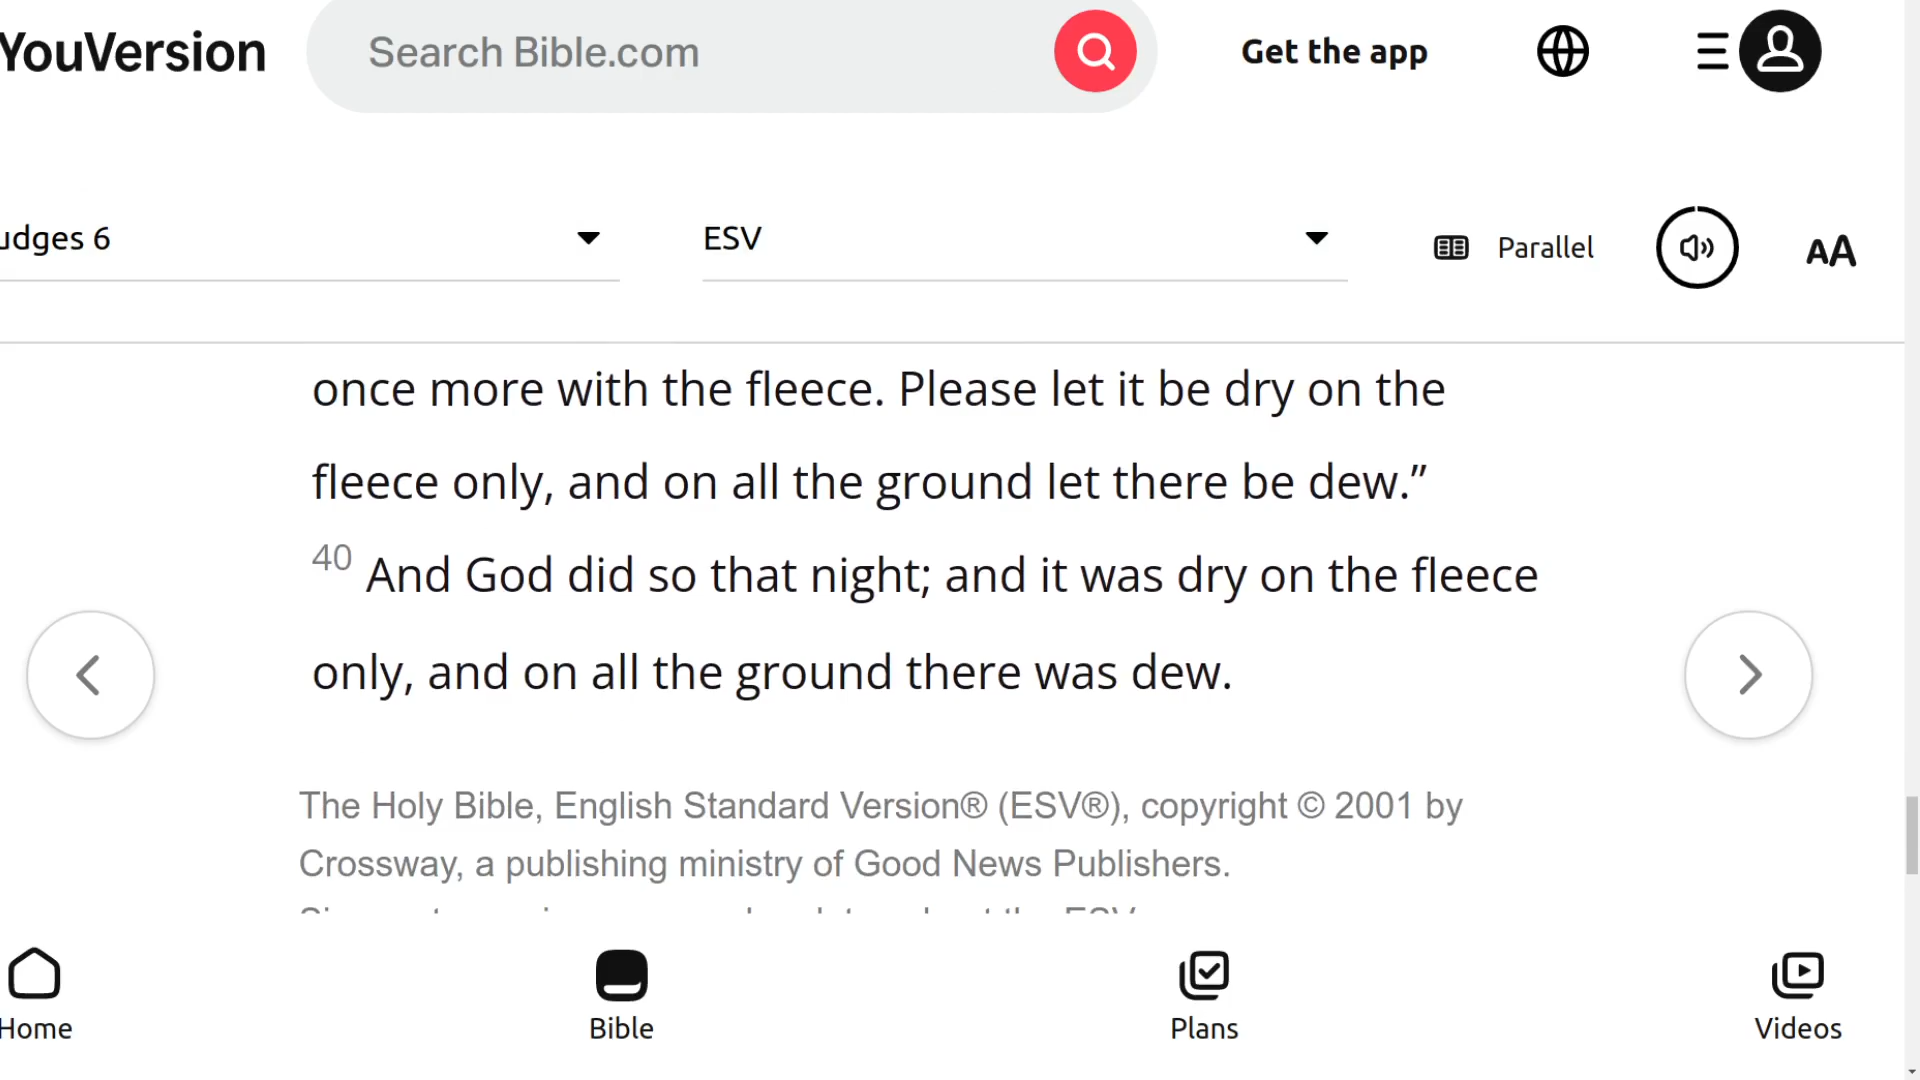 YouVersion
Search Bible.com
Get the app
udges 6
ESV
Parallel
AA
once more with the fleece. Please let it be dry on the
fleece only, and on all the ground let there be dew.”
40 And God did so that night; and it was dry on the fleece
only, and on all the ground there was dew.
The Holy Bible, English Standard Version® (ESV®), copyright © 2001 by
Crossway, a publishing ministry of Good News Publishers.
Home
Bible
Plans
Videos